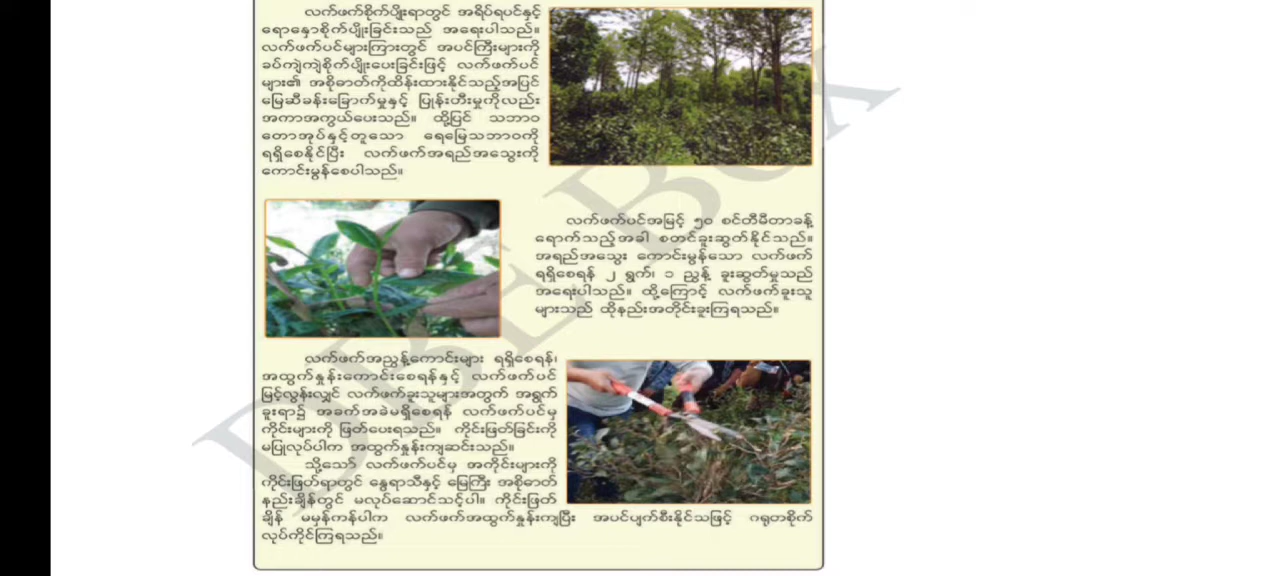 လက်ဖက်စိုက်ပျိုးရာတွင် အရိပ်ရပင်နှင့်
ရောနှောစိုက်ပျိုးခြင်းသည် အရေးပါသည်။
လက်ဖက်ပင်များကြားတွင် အပင်ကြီးများကို
ခပ်ကျဲကျဲစိုက်ပျိုးပေးခြင်းဖြင့် လက်ဖက်ပင်
များ၏ အစိုဓာတ်ကိုထိန်းထားနိုင်သည့်အပြင်
မြေဆီခန်းခြောက်မှုနှင့် ပြုန်းတီးမှုကိုလည်း
အကာအကွယ်ပေးသည်။ ထို့ပြင် သဘာဝ
တောအုပ်နှင့်တူသော ရေမြေသဘာဝကို
ရရှိစေနိုင်ပြီး လက်ဖက်အရည်အသွေးကို
ကောင်းမွန်စေပါသည်။
လက်ဖက်ပင်အမြင့် ၅၀ စင်တီမီတာခန့်
ရောက်သည့်အခါ စတင်ခူးဆွတ်နိုင်သည်။
အရည်အသွေး ကောင်းမွန်သော လက်ဖက်
ရရှိစေရန် ၂ ရွက်၊ ၁ ညွှန့် ခူးဆွတ်မှုသည်
အရေးပါသည်။ ထို့ကြောင့် လက်ဖက်ခူးသူ
များသည် ထိုနည်းအတိုင်းခူးကြရသည်။
လက်ဖက်အညွှန့်ကောင်းများ ရရှိစေရန်၊
အထွက်နှုန်းကောင်းစေရန်နှင့် လက်ဖက်ပင်
မြင့်လွန်းလျှင် လက်ဖက်ခူးသူများအတွက် အရွက်
ခူးရာ၌ အခက်အခဲမရှိစေရန် လက်ဖက်ပင်မှ
ကိုင်းများကို ဖြတ်ပေးရသည်။ ကိုင်းဖြတ်ခြင်းကို
မပြုလုပ်ပါက အထွက်နှုန်းကျဆင်းသည်။
သို့သော် လက်ဖက်ပင်မှ အကိုင်းများကို
ကိုင်းဖြတ်ရာတွင် နွေရာသီနှင့် မြေကြီး အစိုဓာတ်
နည်းချိန်တွင် မလုပ်ဆောင်သင့်ပါ။ ကိုင်းဖြတ်
ချိန် မမှန်ကန်ပါက လက်ဖက်အထွက်နှုန်းကျပြီး အပင်ပျက်စီးနိုင်သဖြင့် ဂရုတစိုက်
လုပ်ကိုင်ကြရသည်။
DBE Box